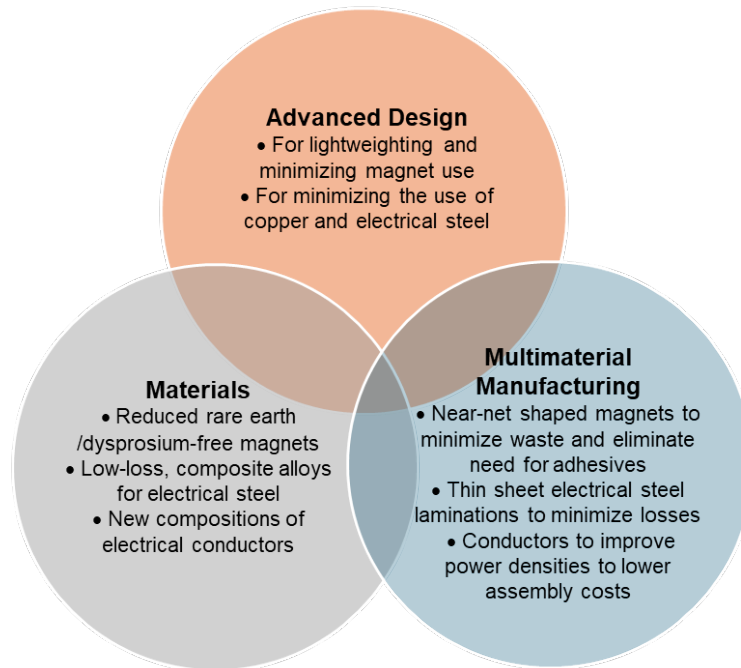 Advanced Design
• For lightweighting and
minimizing magnet use
• For minimizing the use of
copper and electrical steel
Materials
• Reduced rare earth
/dysprosium-free magnets
• Low-loss, composite alloys
for electrical steel
• New compositions of
electrical conductors
Multimaterial
Manufacturing
• Near-net shaped magnets to
minimize waste and eliminate
need for adhesives
• Thin sheet electrical steel
laminations to minimize losses
• Conductors to improve
power densities to lower
assembly costs